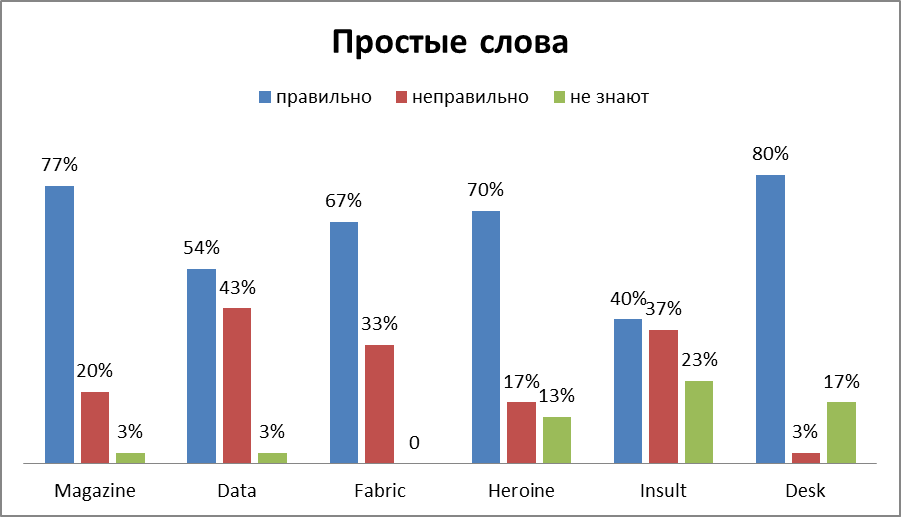 Простые слова
правильно неправильно не знают
77% 20% 3%
54% 43% 3%
67% 33% 0
70% 17% 13%
40% 37% 23%
80% 3% 17%
Magazine Data Fabric Heroine Insult Desk